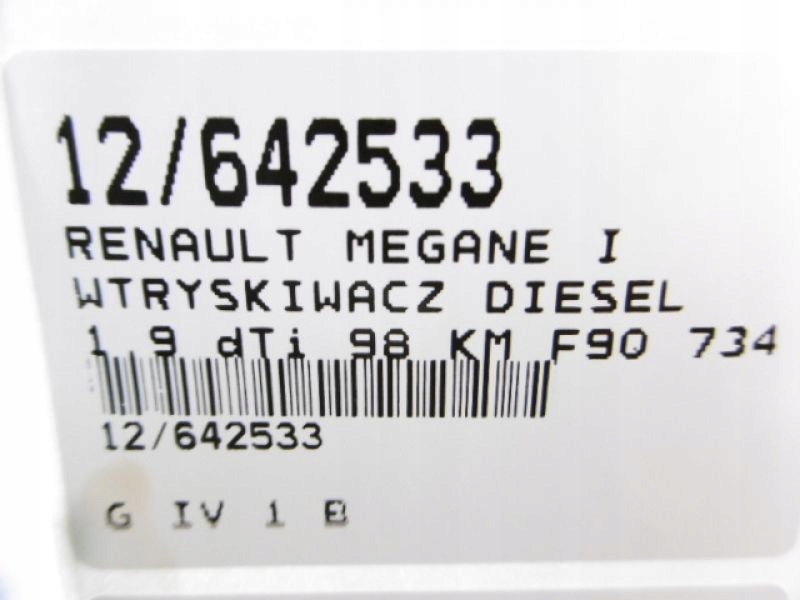 12/642533
RENAULT MEGANE I
WTRYSKIWACZ DIESEL
1 9 dTi 98 KM F90 734
12/642533
G IV 1 B